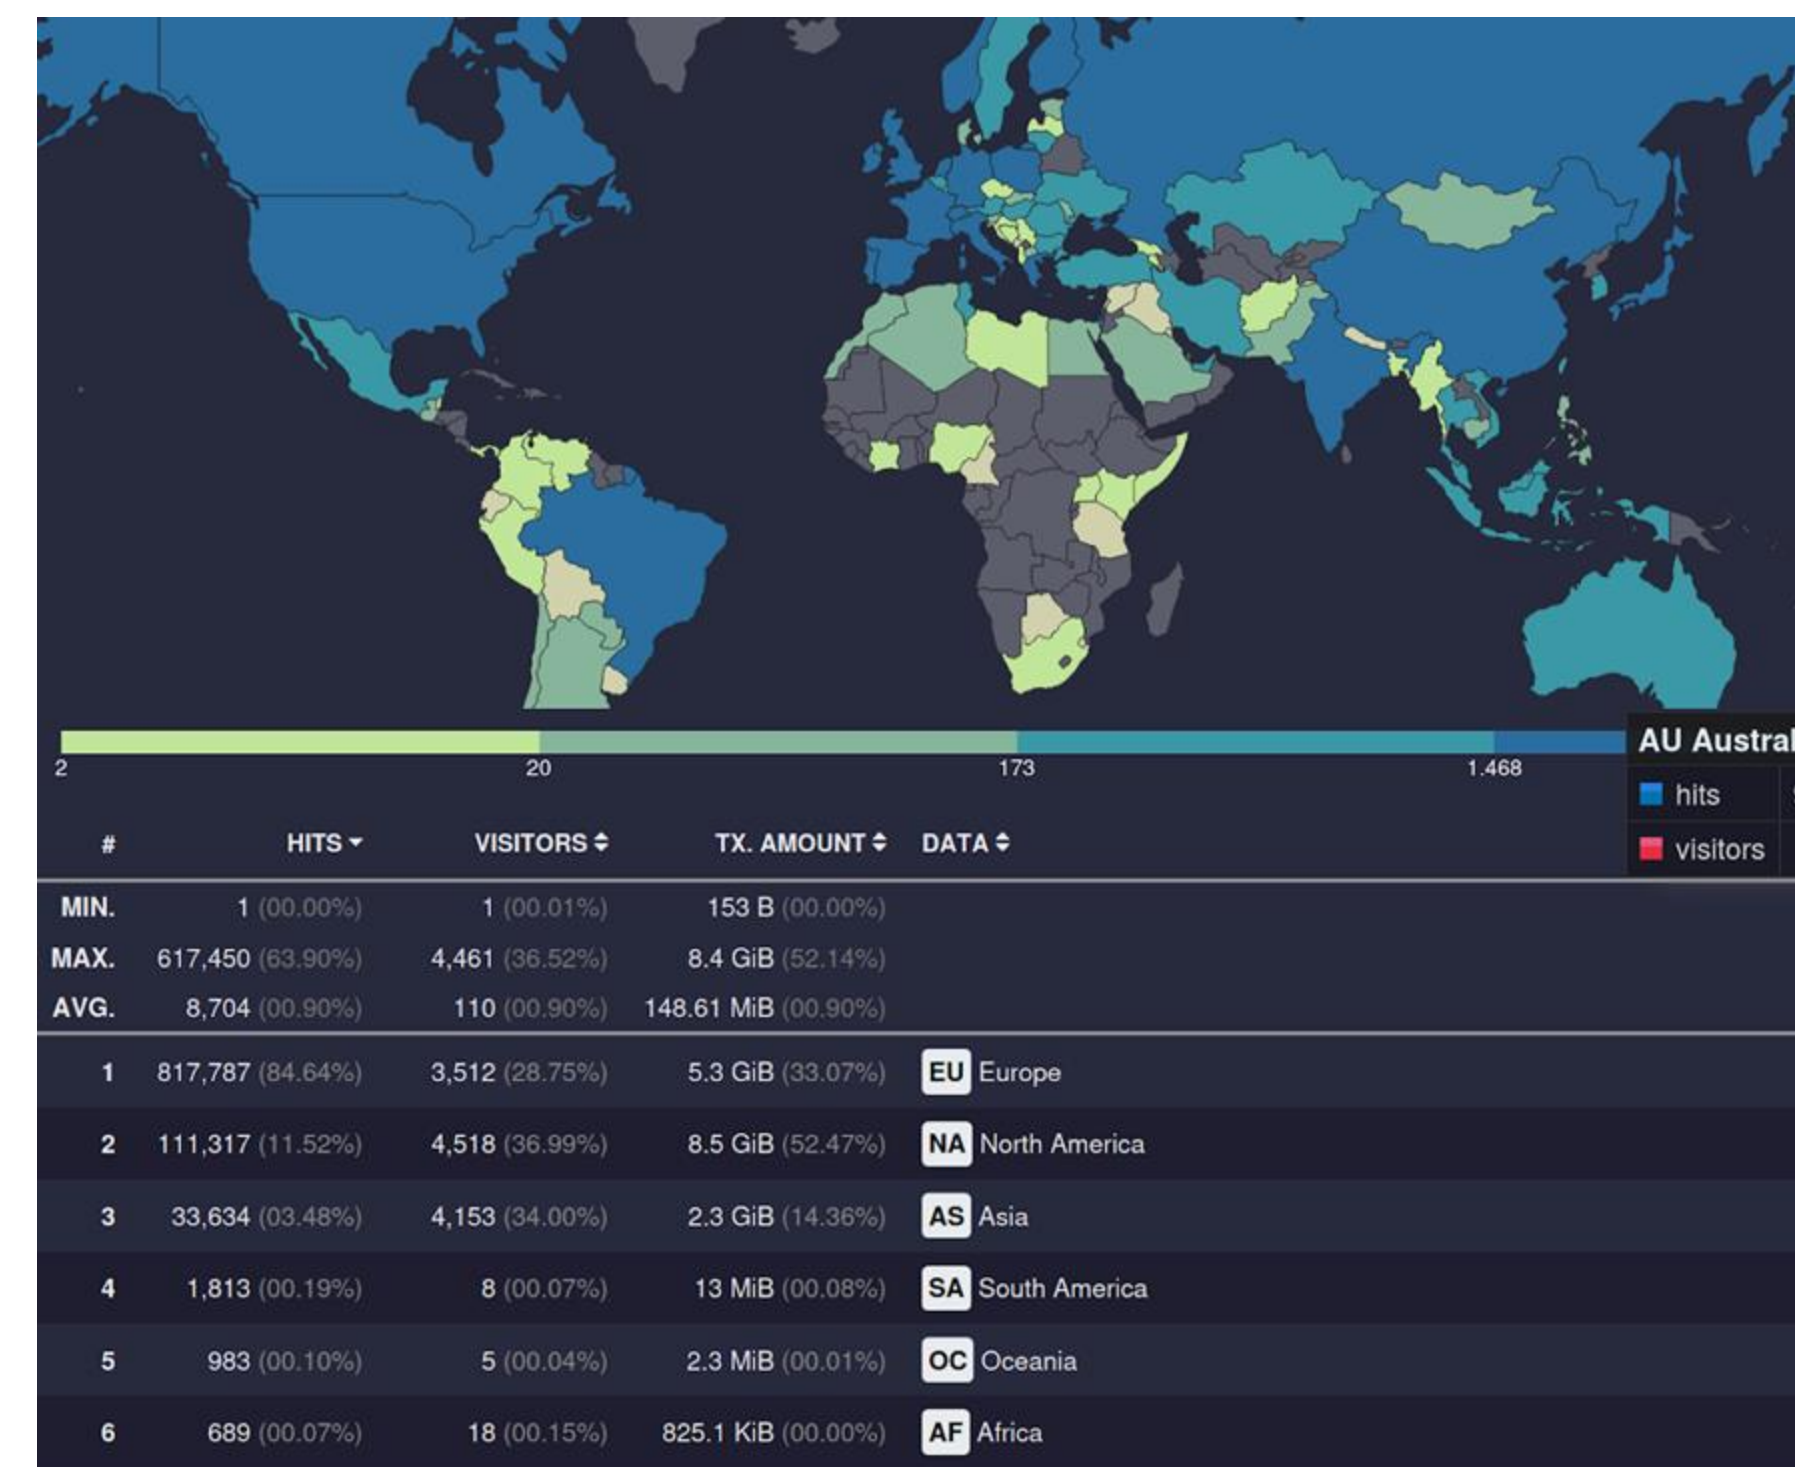 2 20 173 1.468
AU Austral
hits
visitors
# HITS VISITORS TX. AMOUNT DATA
MIN. 1 (00.00%) 1 (00.01%) 153 B (00.00%)
MAX. 617,450 (63.90%) 4,461 (36.52%) 8.4 GiB (52.14%)
AVG. 8,704 (00.90%) 110 (00.90%) 148.61 MiB (00.90%)
1 817,787 (84.64%) 3,512 (28.75%) 5.3 GiB (33.07%) EU Europe
2 111,317 (11.52%) 4,518 (36.99%) 8.5 GiB (52.47%) NA North America
3 33,634 (03.48%) 4,153 (34.00%) 2.3 GiB (14.36%) AS Asia
4 1,813 (00.19%) 8 (00.07%) 13 MiB (00.08%) SA South America
5 983 (00.10%) 5 (00.04%) 2.3 MiB (00.01%) OC Oceania
6 689 (00.07%) 18 (00.15%) 825.1 KiB (00.00%) AF Africa